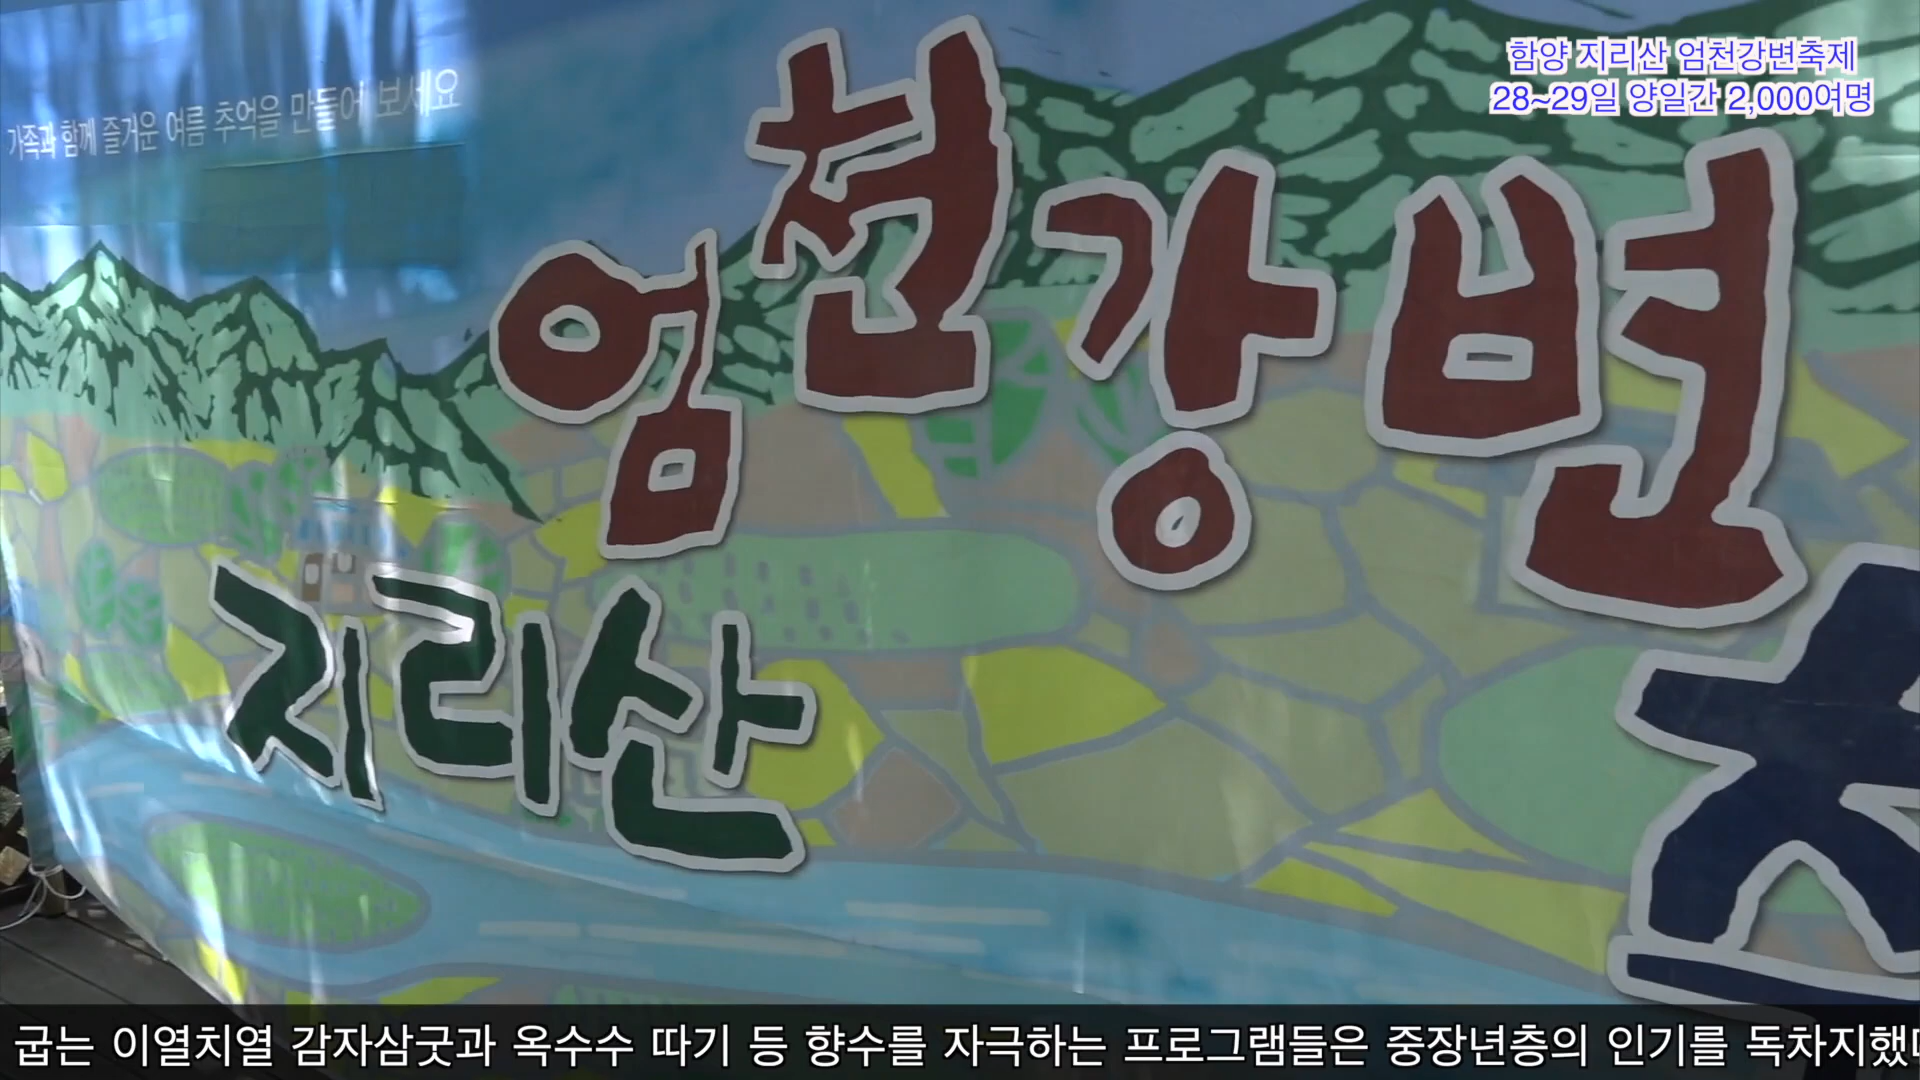 함양 지리산 엄천강변축제
28~29일 양일간 2,000여명
가족과 함께 즐거운 여름 추억을 만들어 보세요
엄천강변
지리산
굽는 이열치열 감자삼굿과 옥수수 따기 등 향수를 자극하는 프로그램들은 중장년층의 인기를 독차지했